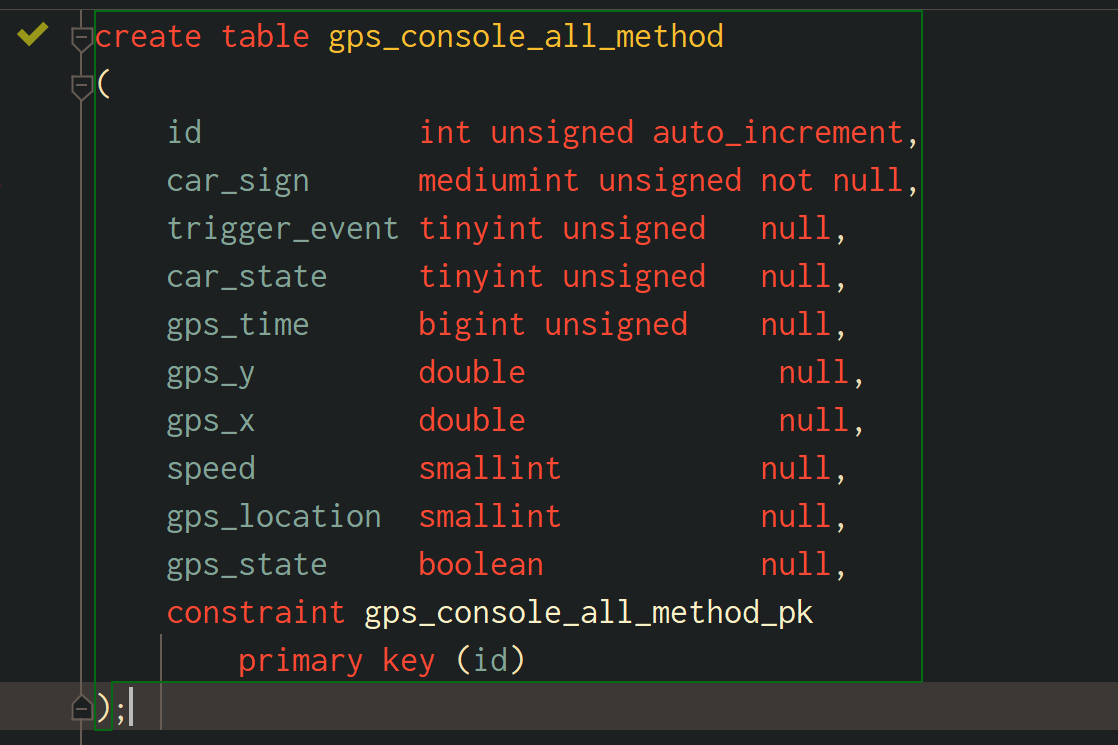 create table gps_console_all_method
(
    id            int unsigned auto_increment,
    car_sign      mediumint unsigned not null,
    trigger_event tinyint unsigned   null,
    car_state     tinyint unsigned   null,
    gps_time      bigint unsigned    null,
    gps_y         double              null,
    gps_x         double              null,
    speed         smallint           null,
    gps_location  smallint           null,
    gps_state     boolean            null,
    constraint gps_console_all_method_pk
        primary key (id)
);